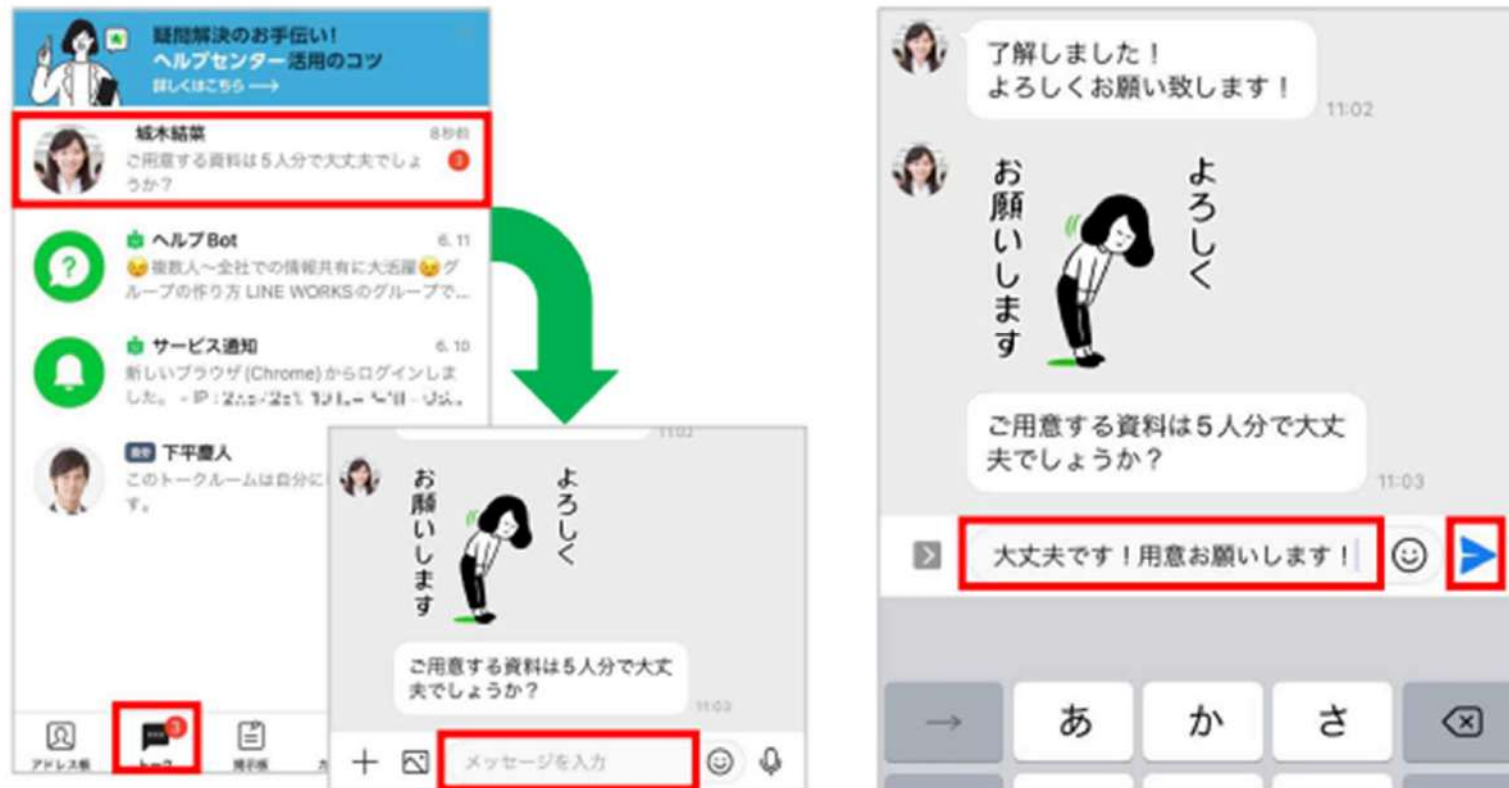 疑問解決のお手伝い!
ヘルプセンター活用のコツ
詳しくはこちら →
城木結菜
8秒前
ご用意する資料は5人分で大丈夫でしょ
うか?
3
ヘルプBot
6. 11
😉複数人~全社での情報共有に大活躍😉グ
ループの作り方 LINE WORKSのグループで...
サービス通知
6. 10
新しいブラウザ (Chrome) からログインしま
した。 - IP :
自分 下平慶人
このトークルームは自分に
す。
アドレス帳
3
トーク
掲示板
11:02
よろしく
お願いします
ご用意する資料は5人分で大丈
夫でしょうか?
11:03
メッセージを入力
了解しました!
よろしくお願い致します!
11:02
よろしく
お願いします
ご用意する資料は5人分で大丈
夫でしょうか?
11:03
大丈夫です!用意お願いします!
→ あ か さ